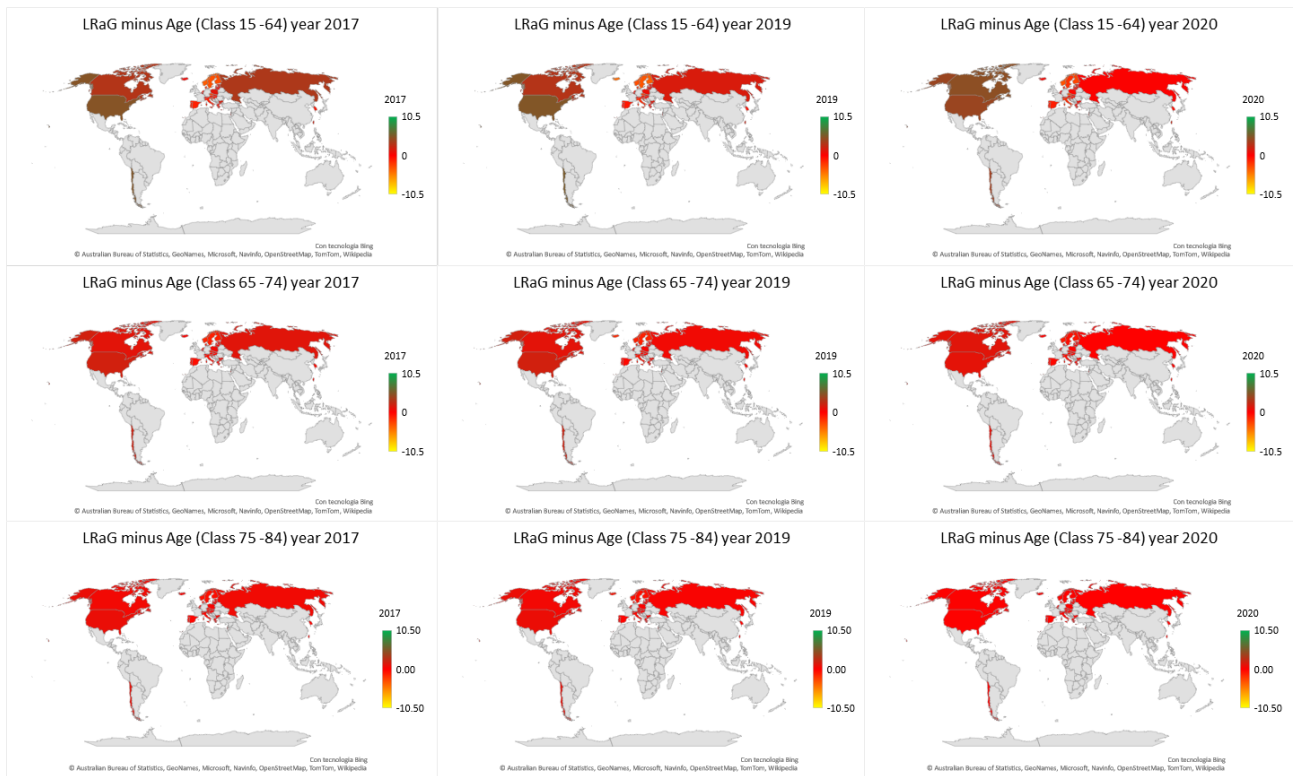 LRaG minus Age (Class 15 -64) year 2017
2017
10.5
0
-10.5
Con tecnologia Bing
© Australian Bureau of Statistics, GeoNames, Microsoft, Navinfo, OpenStreetMap, TomTom, Wikipedia
LRaG minus Age (Class 15 -64) year 2019
2019
10.5
0
-10.5
Con tecnologia Bing
© Australian Bureau of Statistics, GeoNames, Microsoft, Navinfo, OpenStreetMap, TomTom, Wikipedia
LRaG minus Age (Class 15 -64) year 2020
2020
10.5
0
-10.5
Con tecnologia Bing
© Australian Bureau of Statistics, GeoNames, Microsoft, Navinfo, OpenStreetMap, TomTom, Wikipedia
LRaG minus Age (Class 65 -74) year 2017
2017
10.5
0
-10.5
Con tecnologia Bing
© Australian Bureau of Statistics, GeoNames, Microsoft, Navinfo, OpenStreetMap, TomTom, Wikipedia
LRaG minus Age (Class 65 -74) year 2019
2019
10.5
0
-10.5
Con tecnologia Bing
© Australian Bureau of Statistics, GeoNames, Microsoft, Navinfo, OpenStreetMap, TomTom, Wikipedia
LRaG minus Age (Class 65 -74) year 2020
2020
10.5
0
-10.5
Con tecnologia Bing
© Australian Bureau of Statistics, GeoNames, Microsoft, Navinfo, OpenStreetMap, TomTom, Wikipedia
LRaG minus Age (Class 75 -84) year 2017
2017
10.50
0.00
-10.50
Con tecnologia Bing
© Australian Bureau of Statistics, GeoNames, Microsoft, Navinfo, OpenStreetMap, TomTom, Wikipedia
LRaG minus Age (Class 75 -84) year 2019
2019
10.50
0.00
-10.50
Con tecnologia Bing
© Australian Bureau of Statistics, GeoNames, Microsoft, Navinfo, OpenStreetMap, TomTom, Wikipedia
LRaG minus Age (Class 75 -84) year 2020
2020
10.50
0.00
-10.50
Con tecnologia Bing
© Australian Bureau of Statistics, GeoNames, Microsoft, Navinfo, OpenStreetMap, TomTom, Wikipedia